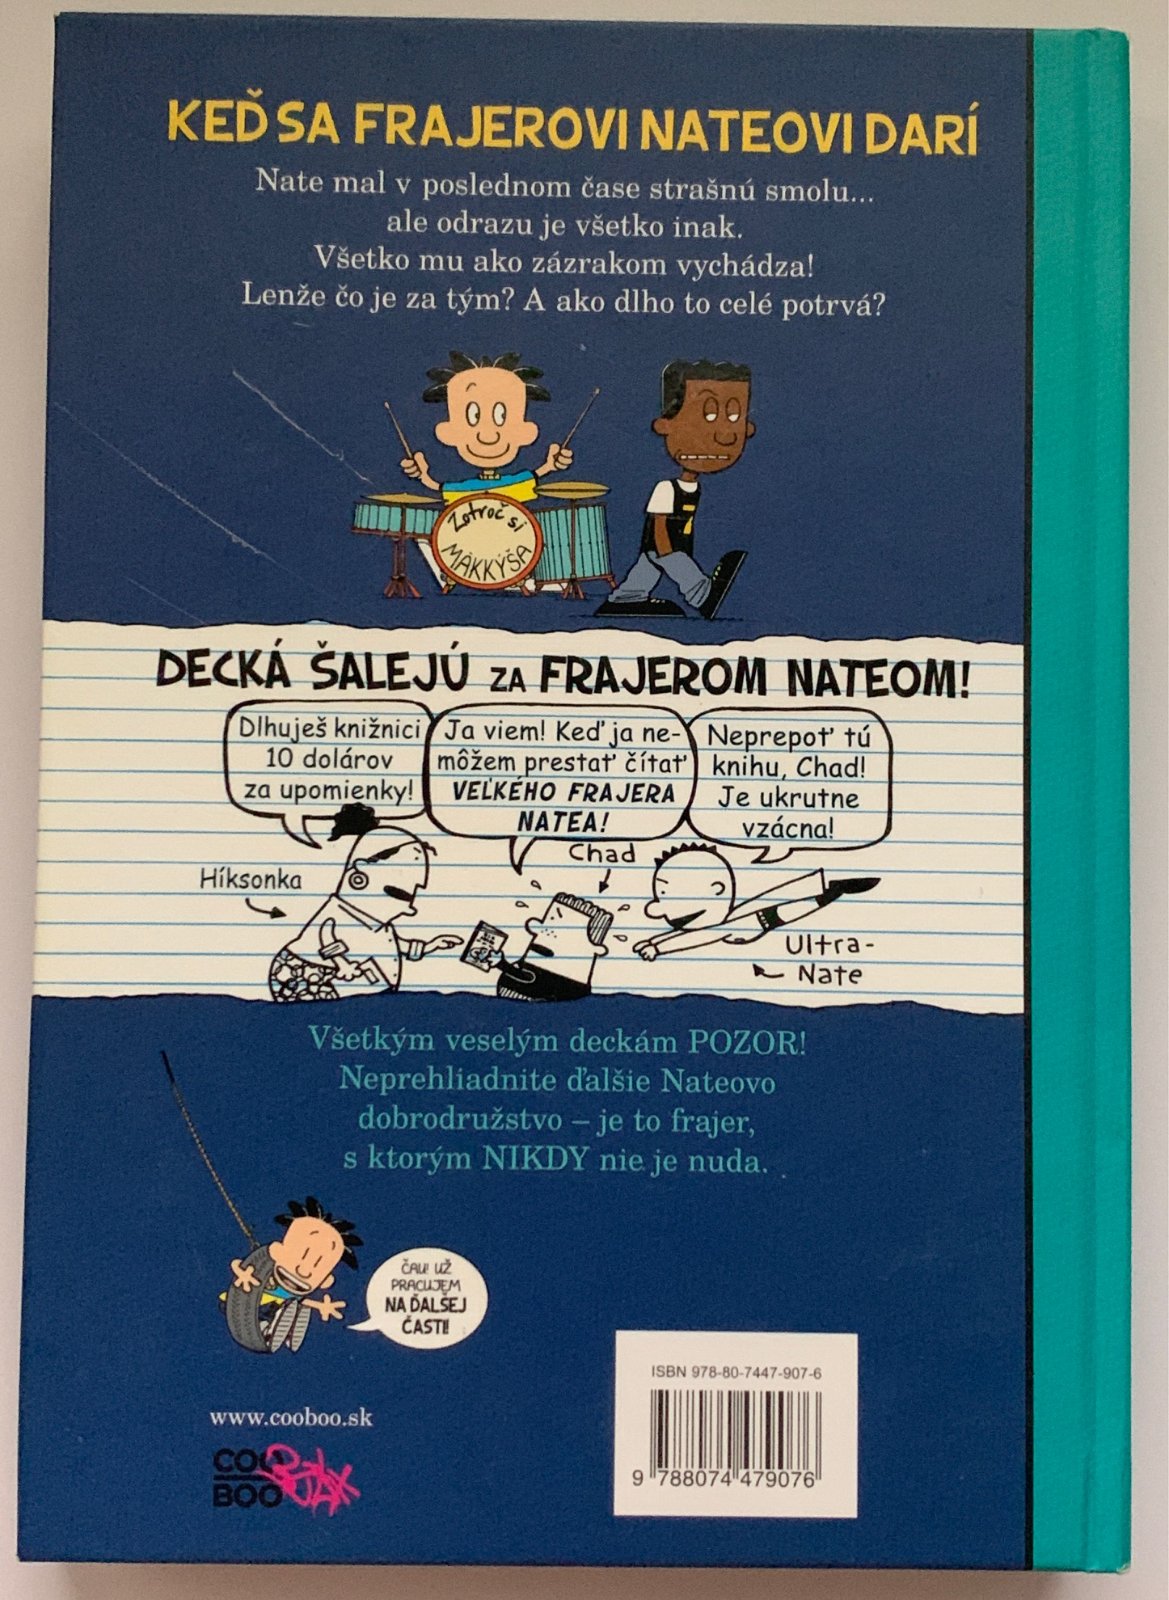 KEĎ SA FRAJEROVI NATEOVI DARÍ
Nate mal v poslednom čase strašnú smolu...
ale odrazu je všetko inak.
Všetko mu ako zázrakom vychádza!
Lenže čo je za tým? A ako dlho to celé potrvá?
Zotroč si
MÄKKÝŠA
DECKÁ ŠALEJÚ ZA FRAJEROM NATEOM!
Dlhuješ knižnici
10 dolárov
za upomienky!
Ja viem! Keď ja ne-
môžem prestať čítať
VEĽKÉHO FRAJERA
NATEA!
Neprepoť tú
knihu, Chad!
Je ukrutne
vzácna!
Chad
Híksonka
Ultra-
Nate
Všetkým veselým deckám POZOR!
Neprehliadnite ďalšie Nateovo
dobrodružstvo – je to frajer,
s ktorým NIKDY nie je nuda.
ČAU! UŽ
PRACUJEM
NA ĎALŠEJ
ČASTI!
ISBN 978-80-7447-907-6
9 788074 479076
www.cooboo.sk
COO
BOO